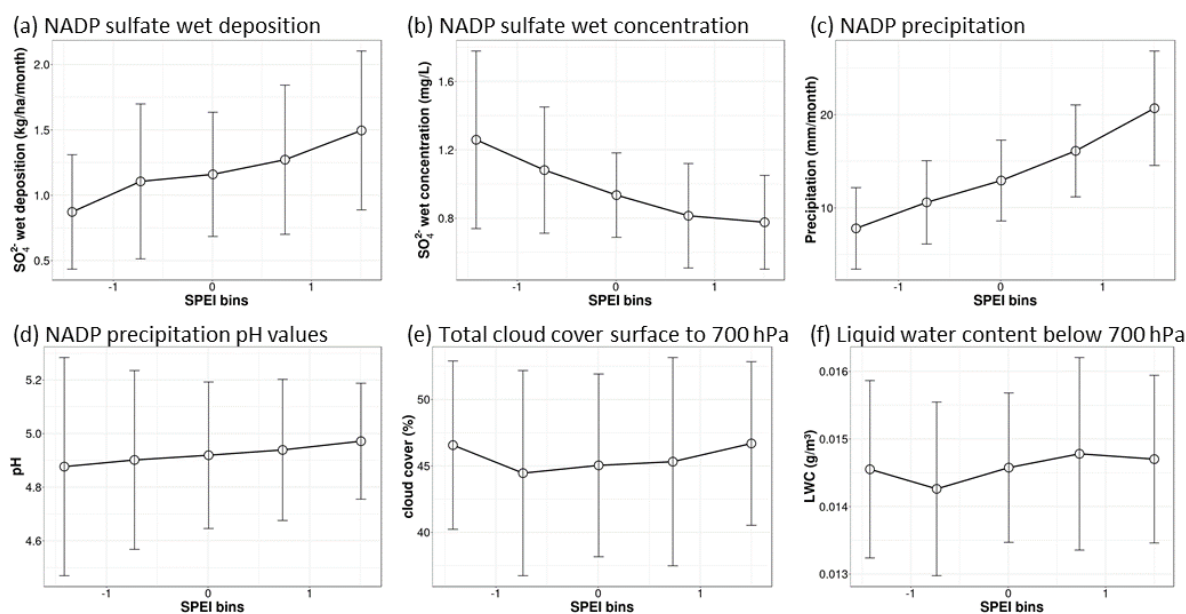 (a) NADP sulfate wet deposition
SO₄²⁻ wet deposition (kg/ha/month)
2.0
1.5
1.0
0.5
-1 0 1
SPEI bins
(b) NADP sulfate wet concentration
SO₄²⁻ wet concentration (mg/L)
1.6
1.2
0.8
-1 0 1
SPEI bins
(c) NADP precipitation
Precipitation (mm/month)
20
10
-1 0 1
SPEI bins
(d) NADP precipitation pH values
pH
5.2
5.0
4.8
4.6
-1 0 1
SPEI bins
(e) Total cloud cover surface to 700 hPa
cloud cover (%)
50
45
40
-1 0 1
SPEI bins
(f) Liquid water content below 700 hPa
LWC (g/m³)
0.016
0.015
0.014
0.013
-1 0 1
SPEI bins